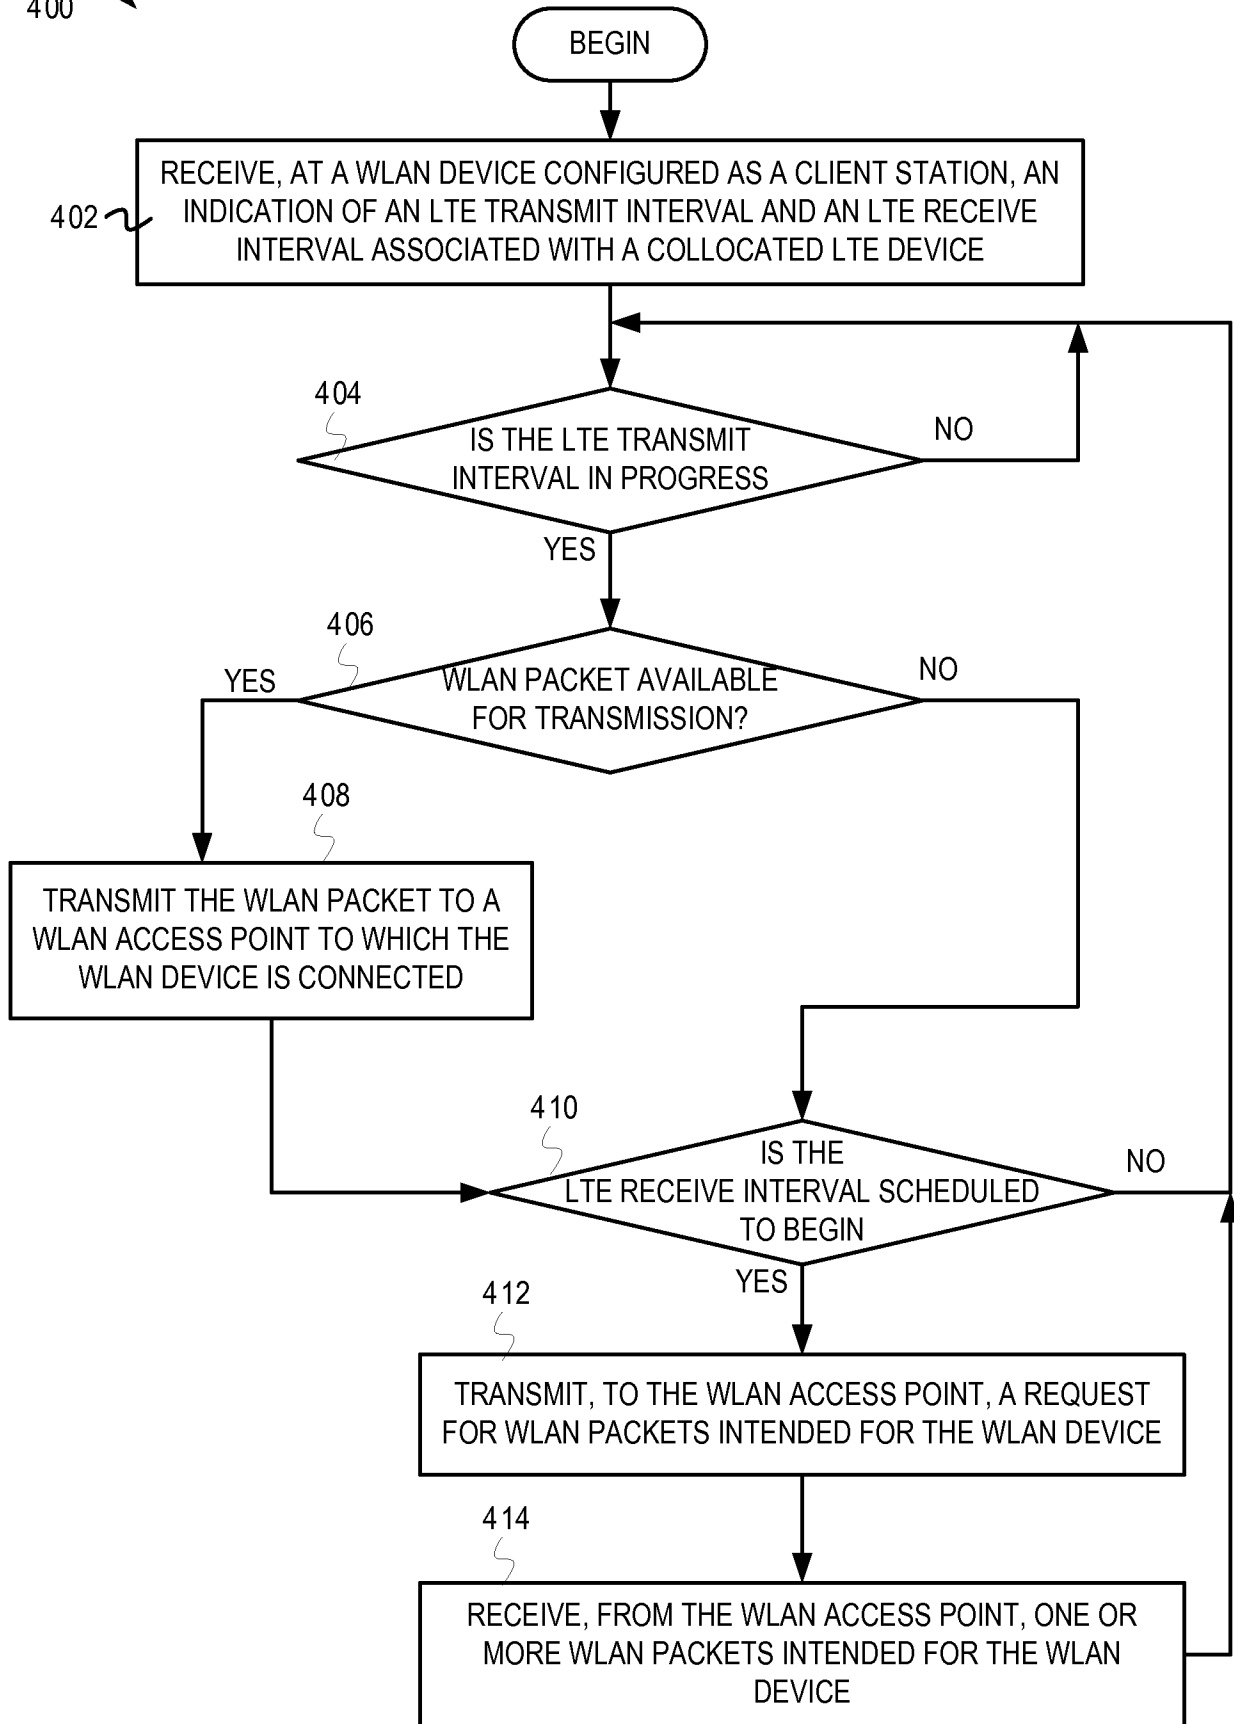 400
BEGIN
RECEIVE, AT A WLAN DEVICE CONFIGURED AS A CLIENT STATION, AN
INDICATION OF AN LTE TRANSMIT INTERVAL AND AN LTE RECEIVE
INTERVAL ASSOCIATED WITH A COLLOCATED LTE DEVICE
402
404
IS THE LTE TRANSMIT
INTERVAL IN PROGRESS
NO
YES
406
WLAN PACKET AVAILABLE
FOR TRANSMISSION?
YES
NO
408
TRANSMIT THE WLAN PACKET TO A
WLAN ACCESS POINT TO WHICH THE
WLAN DEVICE IS CONNECTED
410
IS THE
LTE RECEIVE INTERVAL SCHEDULED
TO BEGIN
NO
YES
412
TRANSMIT, TO THE WLAN ACCESS POINT, A REQUEST
FOR WLAN PACKETS INTENDED FOR THE WLAN DEVICE
414
RECEIVE, FROM THE WLAN ACCESS POINT, ONE OR
MORE WLAN PACKETS INTENDED FOR THE WLAN
DEVICE